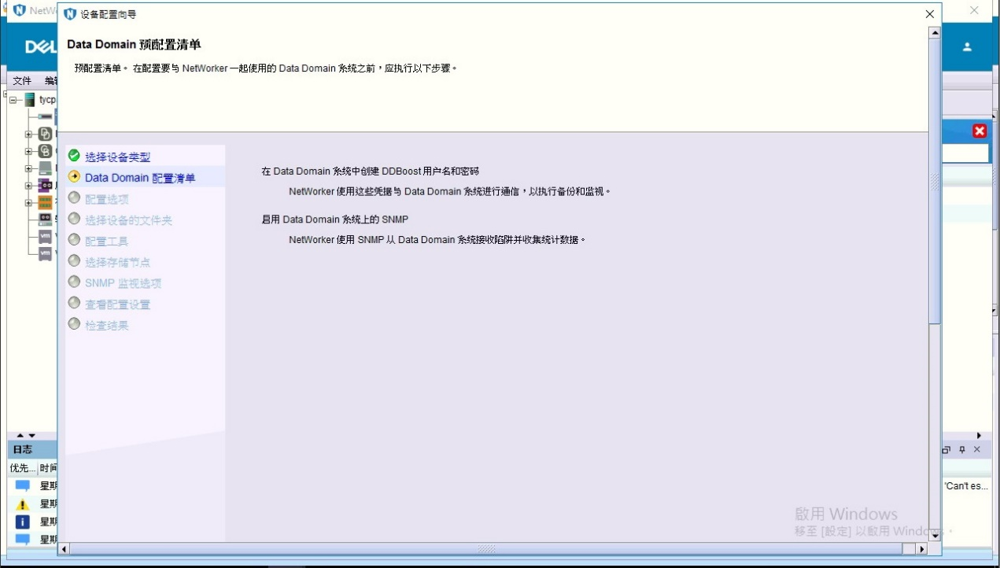 NetW
设备配置向导
Data Domain 预配置清单
预配置清单。在配置要与 NetWorker 一起使用的 Data Domain 系统之前，应执行以下步骤。
DELL
文件
tycp
选择设备类型
Data Domain 配置清单
配置选项
选择设备的文件夹
配置工具
选择存储节点
SNMP 监视选项
查看配置设置
检查结果
在 Data Domain 系统中创建 DDBoost 用户名和密码
NetWorker 使用这些凭据与 Data Domain 系统进行通信，以执行备份和监视。
启用 Data Domain 系统上的 SNMP
NetWorker 使用 SNMP 从 Data Domain 系统接收陷阱并收集统计数据。
日志
优先... 时间
星期
星期
星期
星期
'Can't es...
啟用 Windows
移至 [設定] 以啟用 Windows。